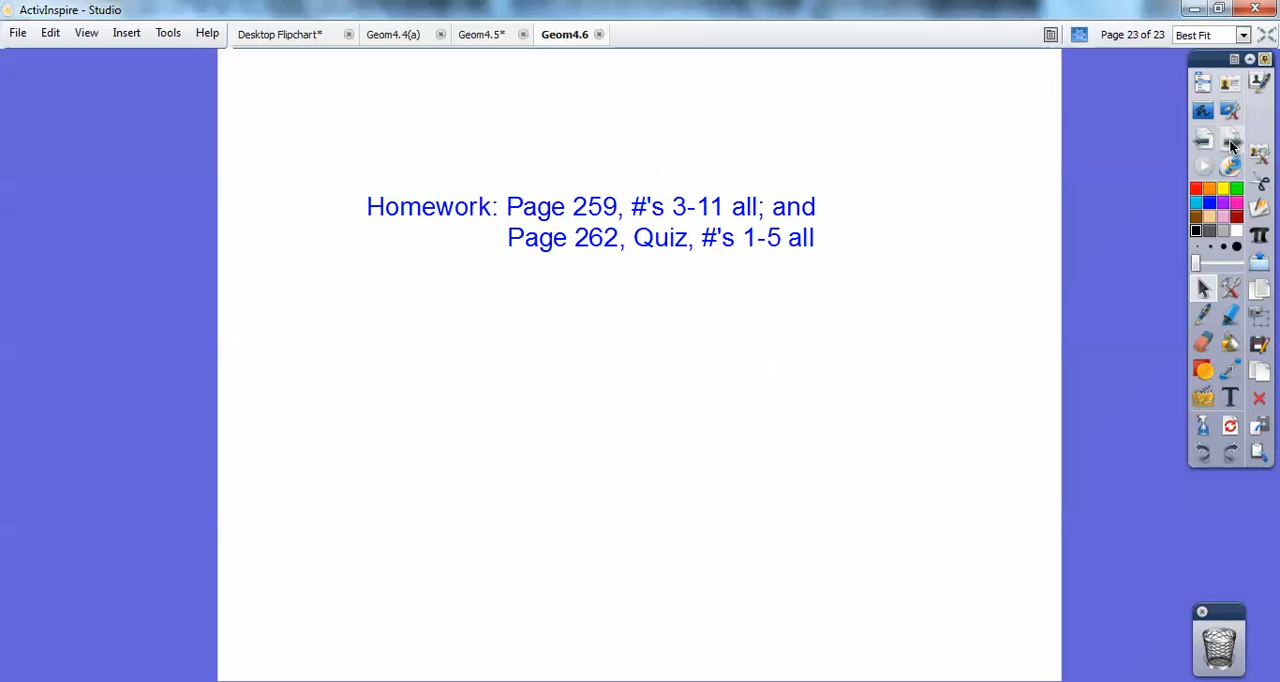 ActivInspire - Studio
File Edit View Insert Tools Help
Desktop Flipchart* Geom4.4(a) Geom4.5* Geom4.6
Page 23 of 23 Best Fit
Homework: Page 259, #'s 3-11 all; and
Page 262, Quiz, #'s 1-5 all